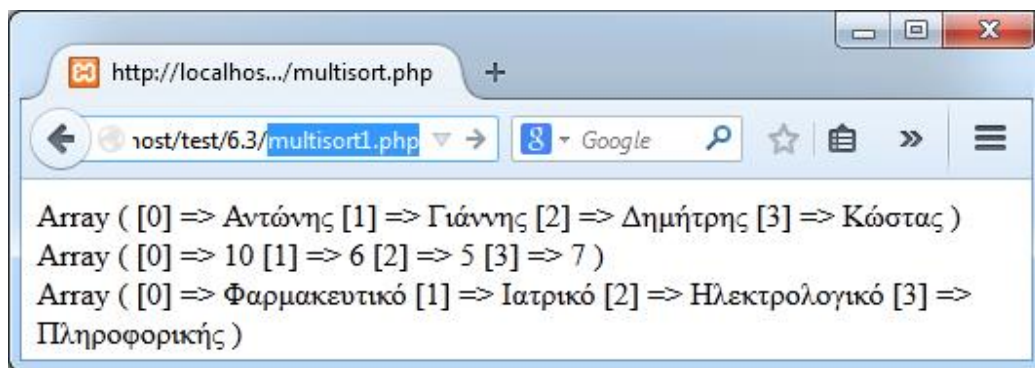 http://localhos.../multisort.php
ιost/test/6.3/multisort1.php
Google
Array ( [0] => Αντώνης [1] => Γιάννης [2] => Δημήτρης [3] => Κώστας )
Array ( [0] => 10 [1] => 6 [2] => 5 [3] => 7 )
Array ( [0] => Φαρμακευτικό [1] => Ιατρικό [2] => Ηλεκτρολογικό [3] =>
Πληροφορικής )